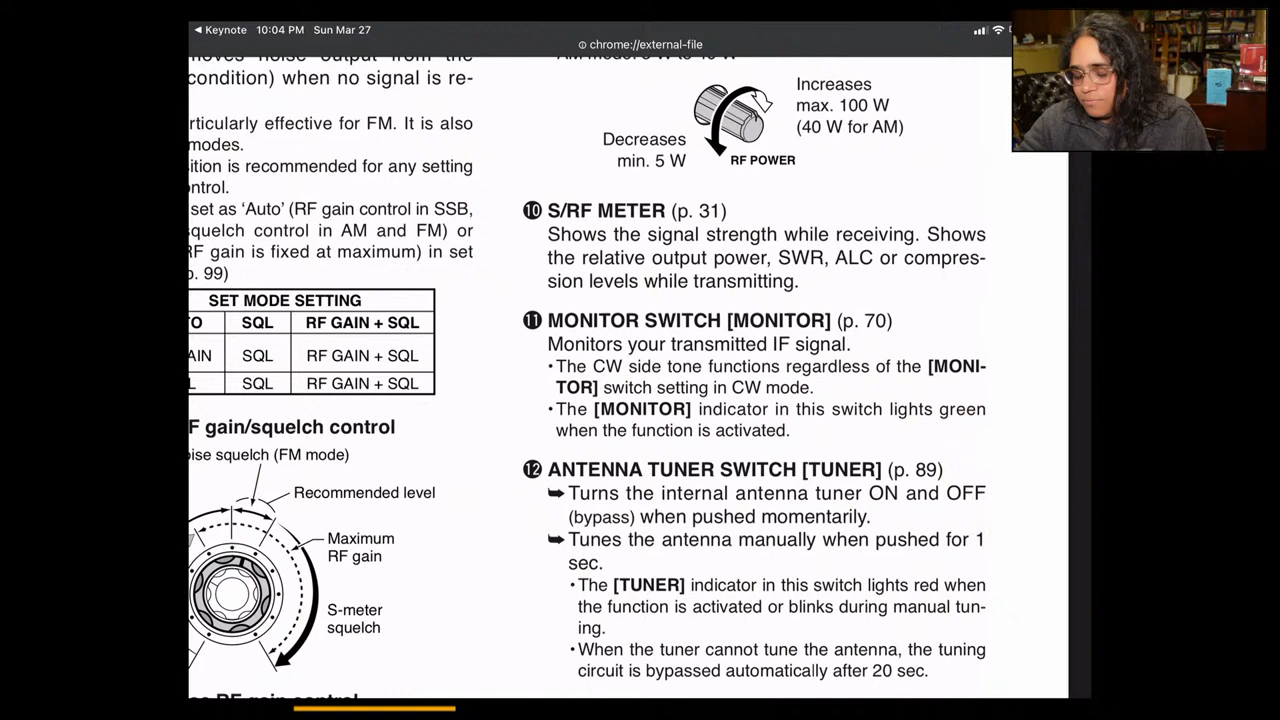 Keynote 10:04 PM Sun Mar 27
chrome://external-file
condition) when no signal is re-
rticularly effective for FM. It is also
modes.
ition is recommended for any setting
ontrol.
set as ‘Auto’ (RF gain control in SSB,
squelch control in AM and FM) or
RF gain is fixed at maximum) in set
p. 99)
SET MODE SETTING
TO SQL RF GAIN + SQL
AIN SQL RF GAIN + SQL
L SQL RF GAIN + SQL
F gain/squelch control
oise squelch (FM mode)
Recommended level
Maximum
RF gain
S-meter
squelch
Increases
max. 100 W
(40 W for AM)
Decreases
min. 5 W
RF POWER
⓾ S/RF METER (p. 31)
Shows the signal strength while receiving. Shows
the relative output power, SWR, ALC or compres-
sion levels while transmitting.
⓫ MONITOR SWITCH [MONITOR] (p. 70)
Monitors your transmitted IF signal.
• The CW side tone functions regardless of the [MONI-
TOR] switch setting in CW mode.
• The [MONITOR] indicator in this switch lights green
when the function is activated.
⓬ ANTENNA TUNER SWITCH [TUNER] (p. 89)
➥ Turns the internal antenna tuner ON and OFF
(bypass) when pushed momentarily.
➥ Tunes the antenna manually when pushed for 1
sec.
• The [TUNER] indicator in this switch lights red when
the function is activated or blinks during manual tun-
ing.
• When the tuner cannot tune the antenna, the tuning
circuit is bypassed automatically after 20 sec.